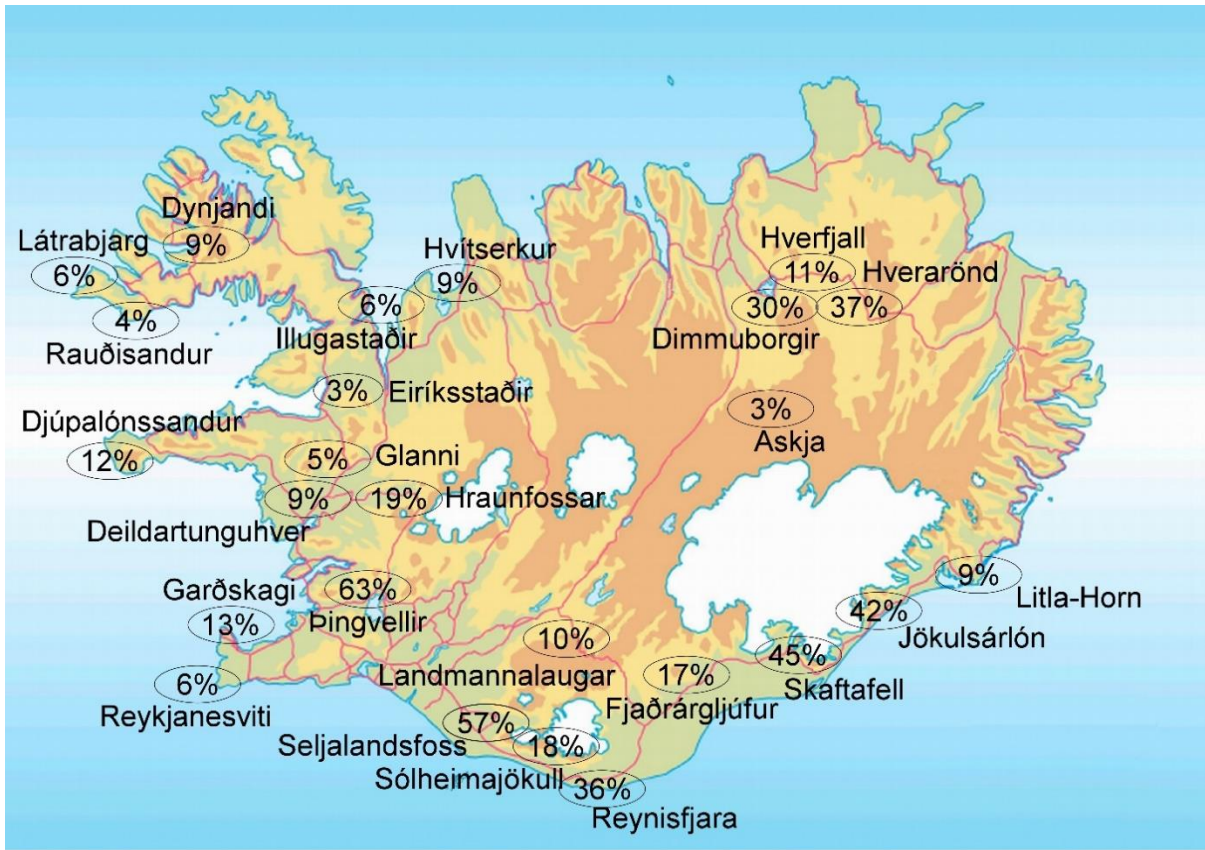 Dynjandi
9%
Látrabjarg
6%
4%
Rauðisandur
Hvítserkur
9%
6%
Illugastaðir
Hverfjall
11%
Hverarönd
30%
37%
Dimmuborgir
3%
Eiríksstaðir
3%
Askja
Djúpalónssandur
12%
5%
Glanni
9%
19%
Hraunfossar
Deildartunguhver
Garðskagi
13%
63%
Þingvellir
6%
Reykjanesviti
10%
Landmannalaugar
17%
Fjaðrárgljúfur
9%
Litla-Horn
42%
Jökulsárlón
45%
Skaftafell
57%
Seljalandsfoss
18%
Sólheimajökull
36%
Reynisfjara